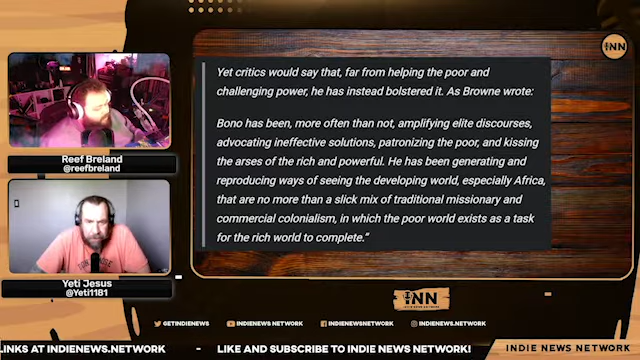 INN
Yet critics would say that, far from helping the poor and
challenging power, he has instead bolstered it. As Browne wrote:
Bono has been, more often than not, amplifying elite discourses,
advocating ineffective solutions, patronizing the poor, and kissing
the arses of the rich and powerful. He has been generating and
reproducing ways of seeing the developing world, especially Africa,
that are no more than a slick mix of traditional missionary and
commercial colonialism, in which the poor world exists as a task
for the rich world to complete.”
Reef Breland
@reefbreland
Yeti Jesus
@Yeti1181
INN
GETINDIENEWS
INDIENEWS NETWORK
INDIENEWS NETWORK
INDIENEWS.NETWORK
LINKS AT INDIENEWS.NETWORK - LIKE AND SUBSCRIBE TO INDIE NEWS NETWORK!
INDIE NEWS NETWORK